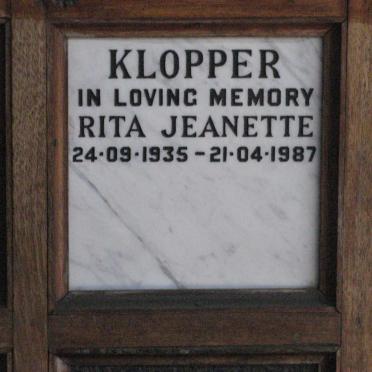 KLOPPER
IN LOVING MEMORY
RITA JEANETTE
24·09·1935 – 21·04·1987